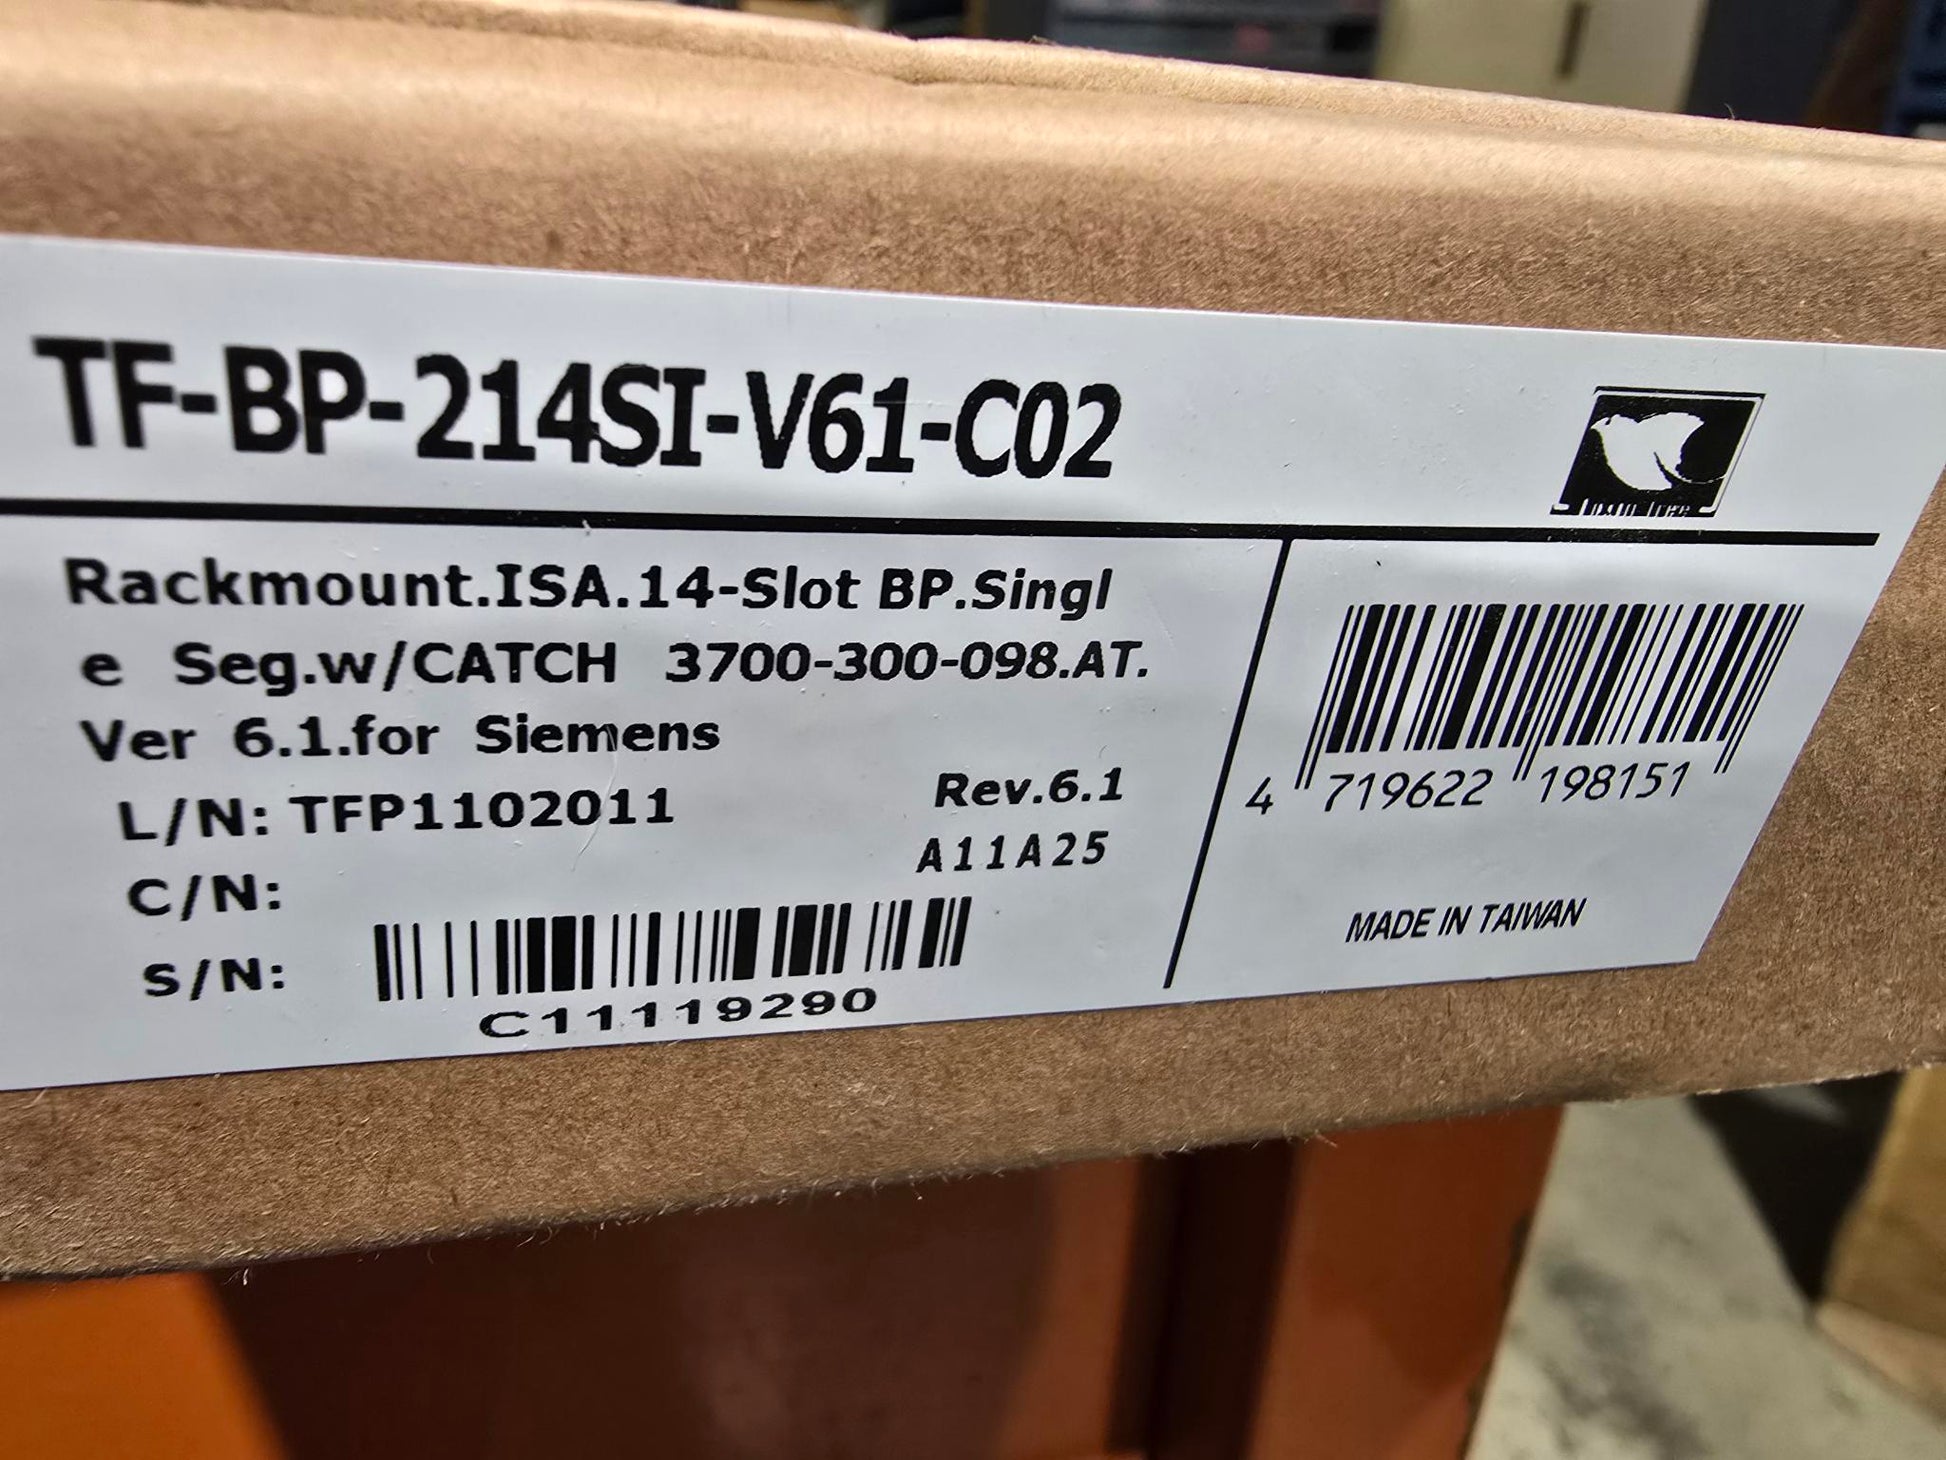 TF-BP-214SI-V61-C02
Rackmount.ISA.14-Slot BP.Singl
e Seg.w/CATCH 3700-300-098.AT.
Ver 6.1.for Siemens
L/N: TFP1102011
Rev.6.1
A11A25
C/N:
S/N:
C11119290
4 719622 198151
MADE IN TAIWAN